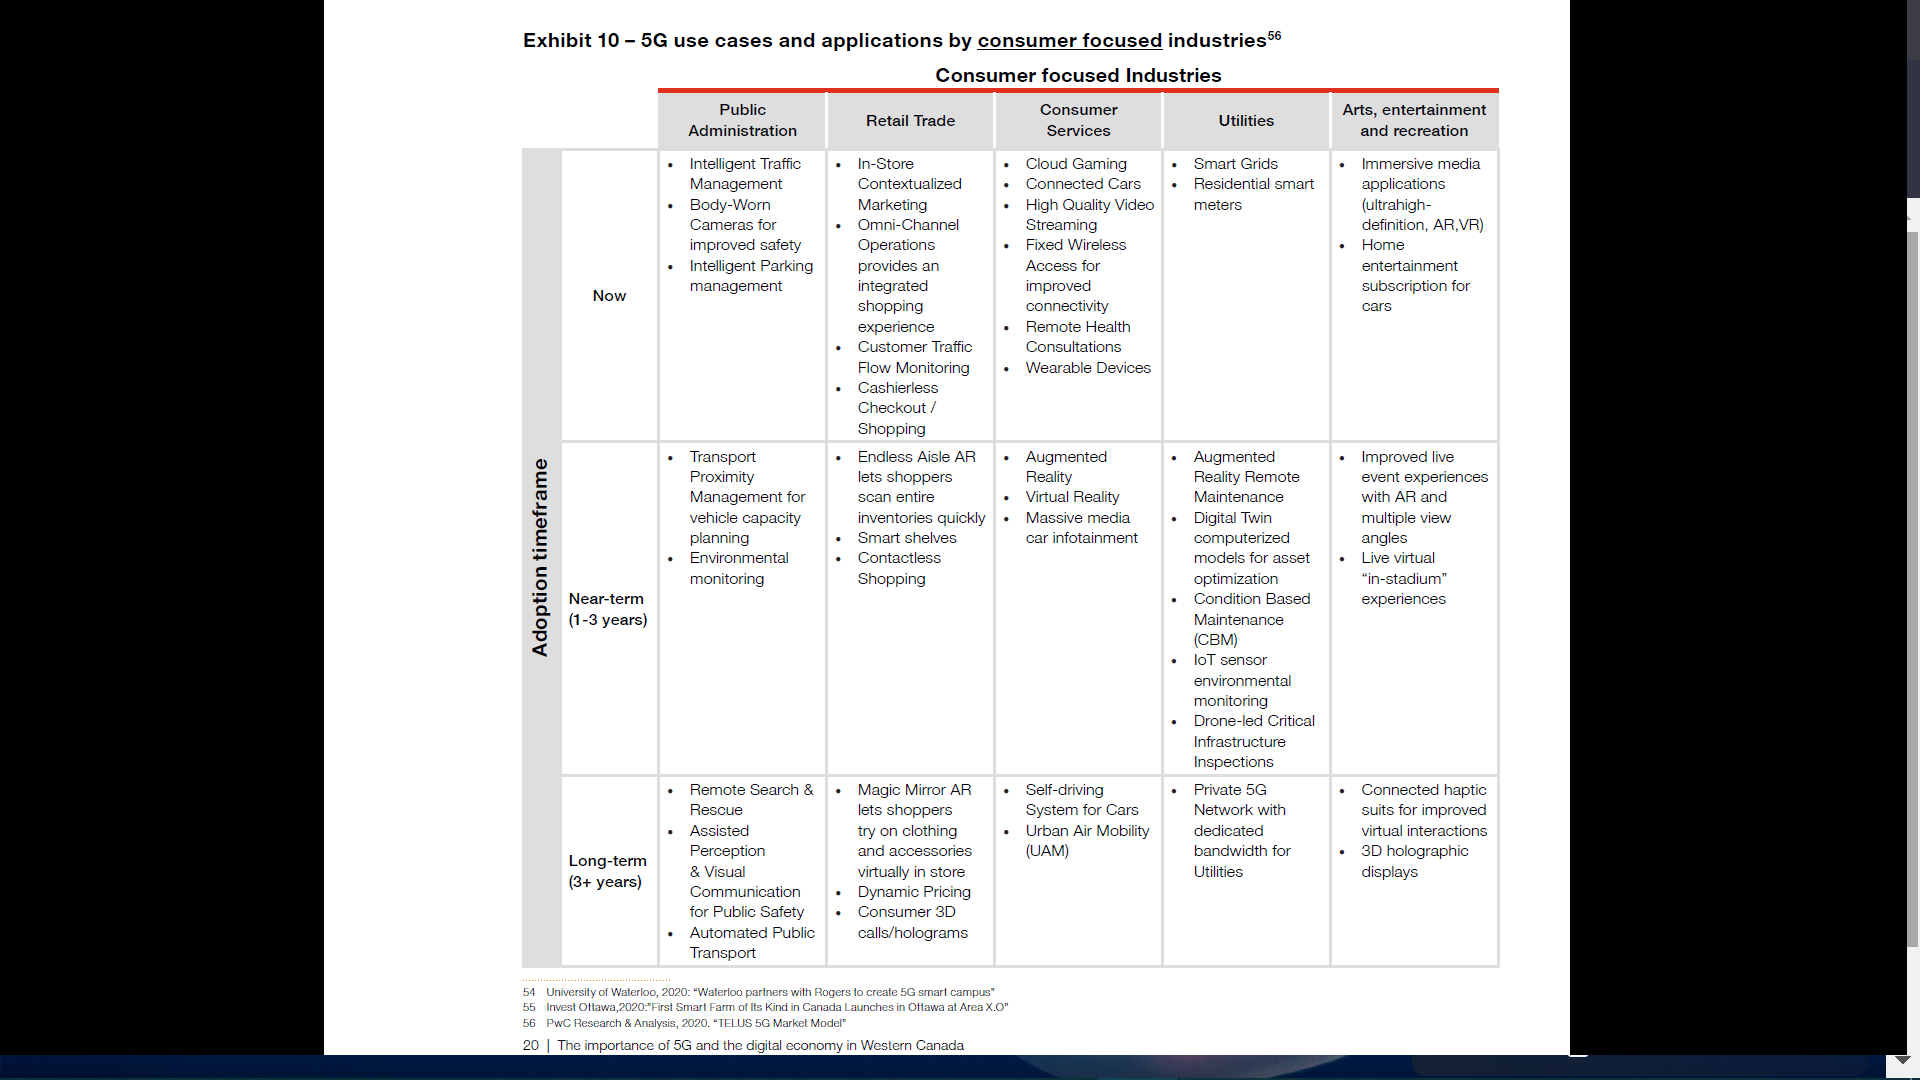 Exhibit 10 – 5G use cases and applications by consumer focused industries56
Consumer focused Industries
Public
Administration
Retail Trade
Consumer
Services
Utilities
Arts, entertainment
and recreation
Adoption timeframe
Now
• Intelligent Traffic
Management
• Body-Worn
Cameras for
improved safety
• Intelligent Parking
management
• In-Store
Contextualized
Marketing
• Omni-Channel
Operations
provides an
integrated
shopping
experience
• Customer Traffic
Flow Monitoring
• Cashierless
Checkout /
Shopping
• Cloud Gaming
• Connected Cars
• High Quality Video
Streaming
• Fixed Wireless
Access for
improved
connectivity
• Remote Health
Consultations
• Wearable Devices
• Smart Grids
• Residential smart
meters
• Immersive media
applications
(ultrahigh-
definition, AR,VR)
• Home
entertainment
subscription for
cars
Near-term
(1-3 years)
• Transport
Proximity
Management for
vehicle capacity
planning
• Environmental
monitoring
• Endless Aisle AR
lets shoppers
scan entire
inventories quickly
• Smart shelves
• Contactless
Shopping
• Augmented
Reality
• Virtual Reality
• Massive media
car infotainment
• Augmented
Reality Remote
Maintenance
• Digital Twin
computerized
models for asset
optimization
• Condition Based
Maintenance
(CBM)
• IoT sensor
environmental
monitoring
• Drone-led Critical
Infrastructure
Inspections
• Improved live
event experiences
with AR and
multiple view
angles
• Live virtual
“in-stadium”
experiences
Long-term
(3+ years)
• Remote Search &
Rescue
• Assisted
Perception
& Visual
Communication
for Public Safety
• Automated Public
Transport
• Magic Mirror AR
lets shoppers
try on clothing
and accessories
virtually in store
• Dynamic Pricing
• Consumer 3D
calls/holograms
• Self-driving
System for Cars
• Urban Air Mobility
(UAM)
• Private 5G
Network with
dedicated
bandwidth for
Utilities
• Connected haptic
suits for improved
virtual interactions
• 3D holographic
displays
54 University of Waterloo, 2020: “Waterloo partners with Rogers to create 5G smart campus”
55 Invest Ottawa,2020:”First Smart Farm of Its Kind in Canada Launches in Ottawa at Area X.O”
56 PwC Research & Analysis, 2020. “TELUS 5G Market Model”
20 | The importance of 5G and the digital economy in Western Canada